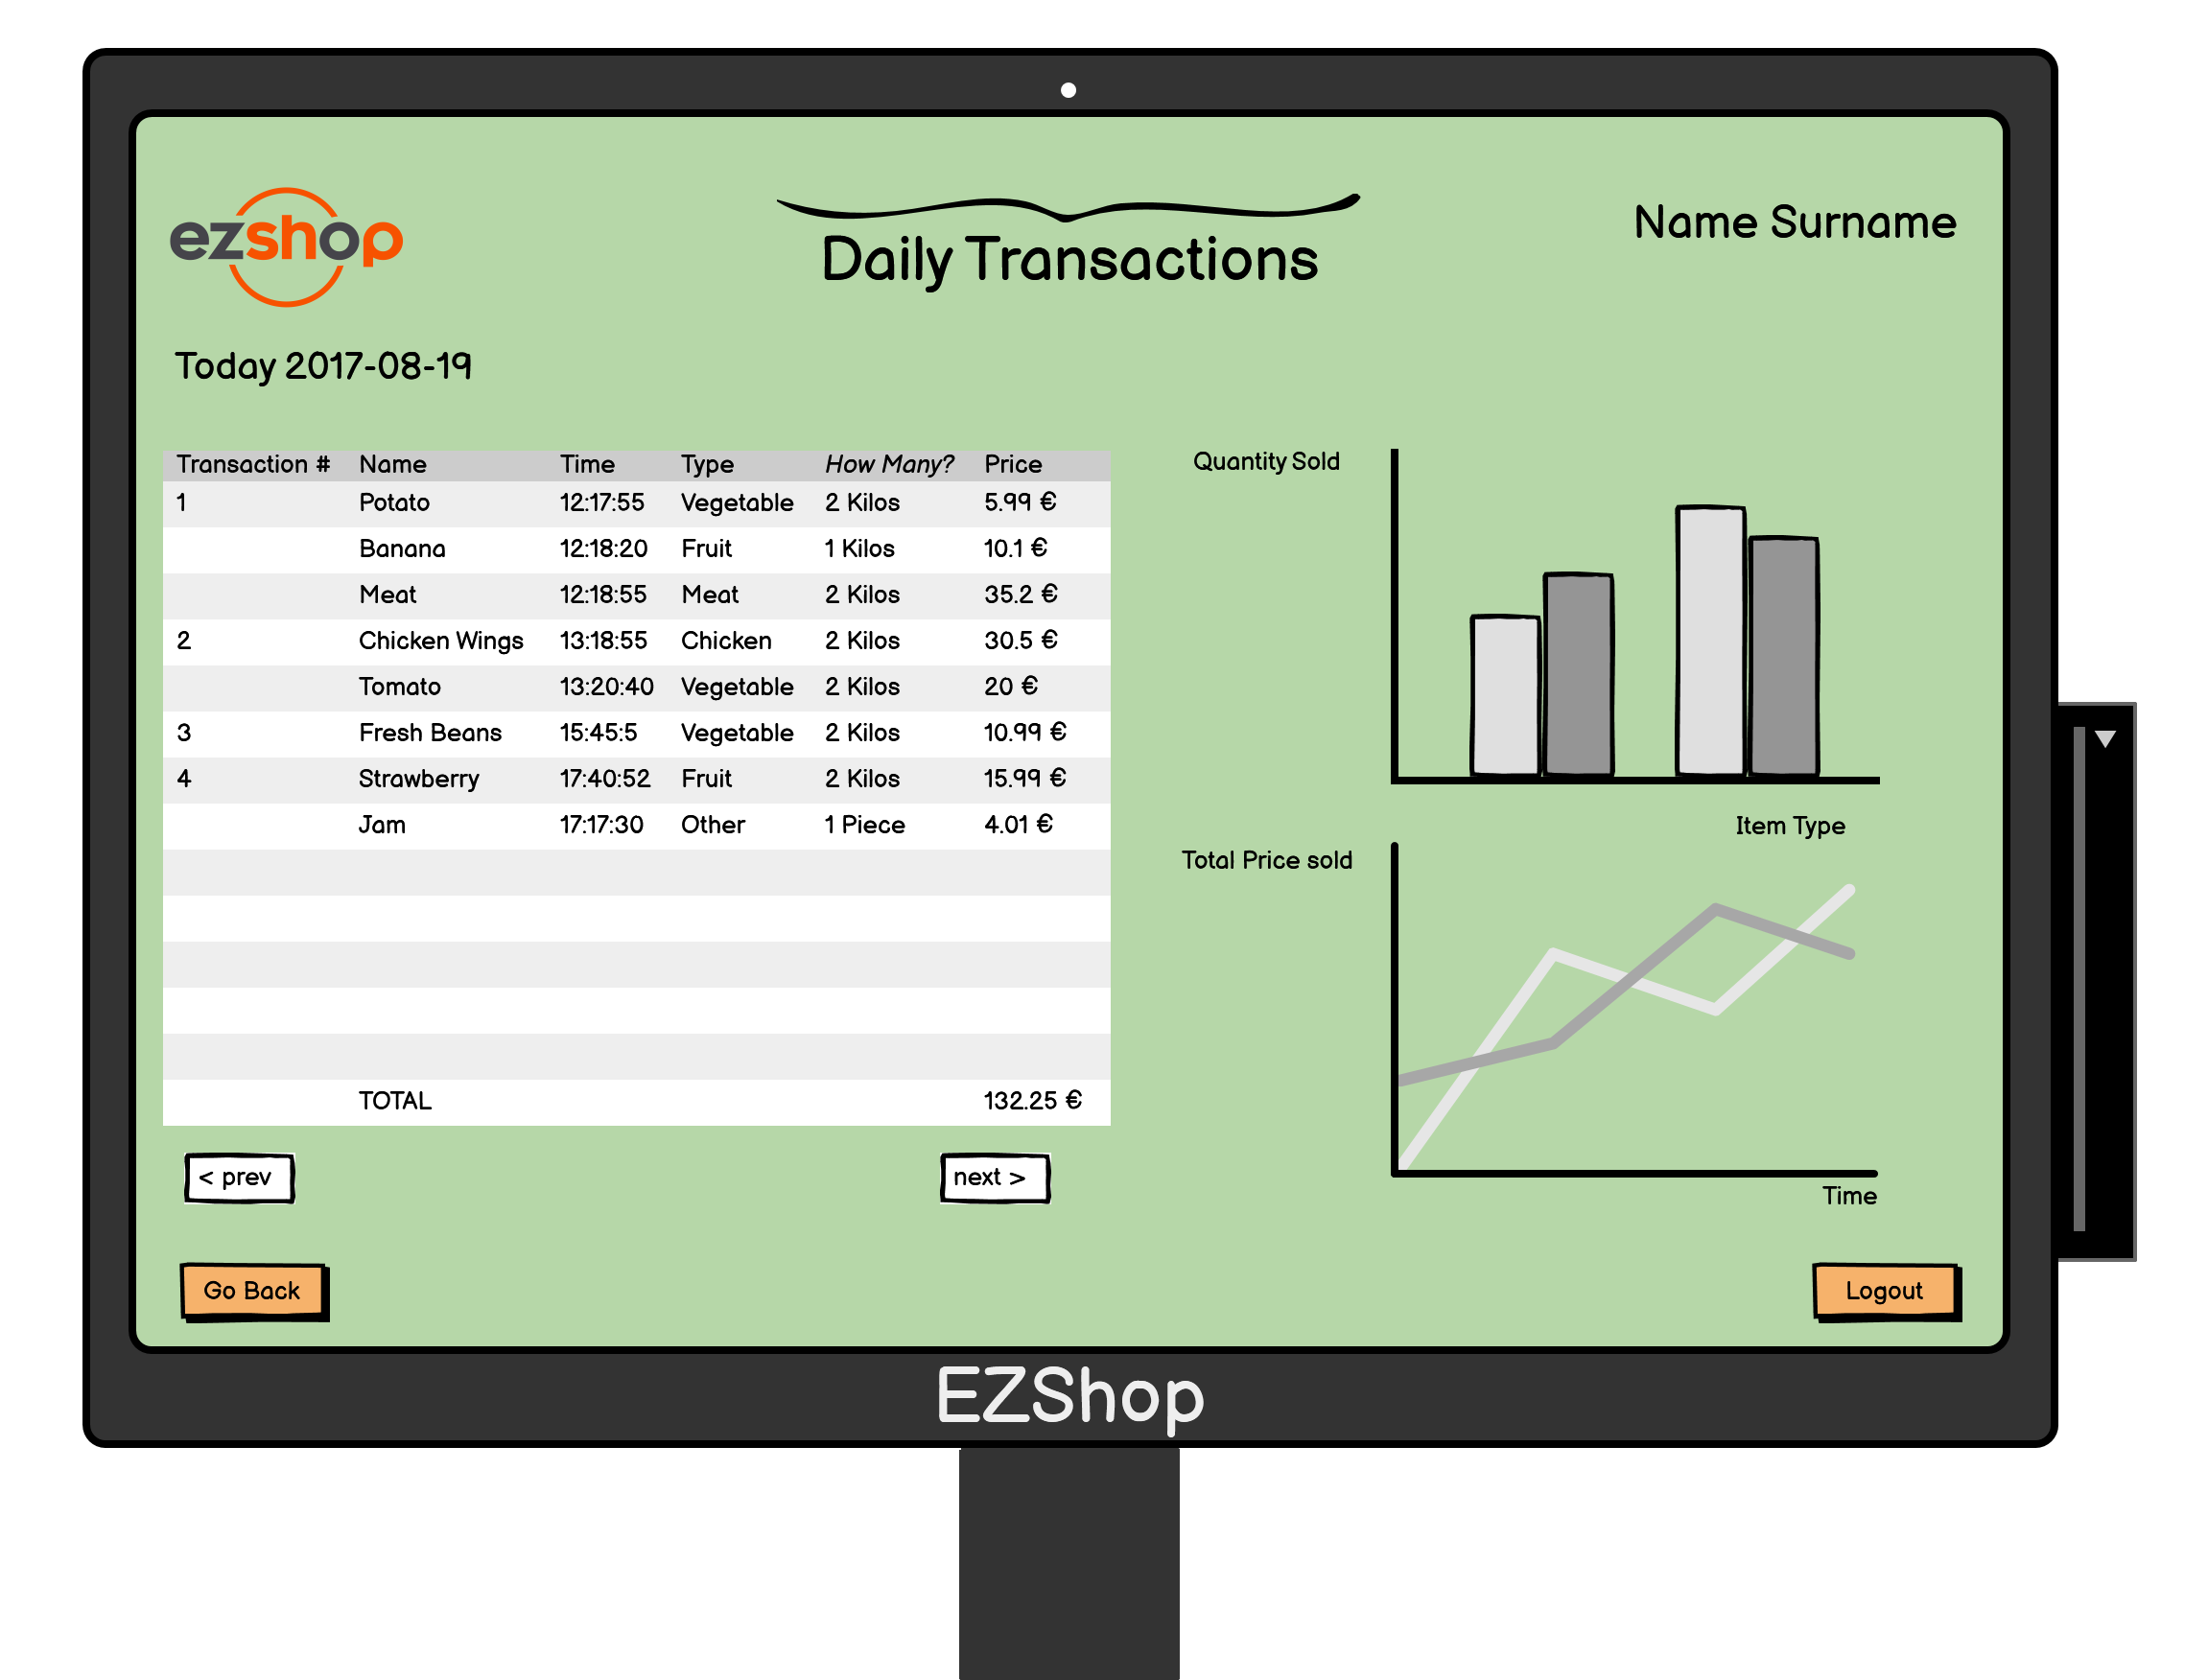 ezshop
Daily Transactions
Name Surname
Today 2017-08-19
Transaction # Name Time Type How Many? Price
1 Potato 12:17:55 Vegetable 2 Kilos 5.99 €
Banana 12:18:20 Fruit 1 Kilos 10.1 €
Meat 12:18:55 Meat 2 Kilos 35.2 €
2 Chicken Wings 13:18:55 Chicken 2 Kilos 30.5 €
Tomato 13:20:40 Vegetable 2 Kilos 20 €
3 Fresh Beans 15:45:5 Vegetable 2 Kilos 10.99 €
4 Strawberry 17:40:52 Fruit 2 Kilos 15.99 €
Jam 17:17:30 Other 1 Piece 4.01 €
TOTAL 132.25 €
< prev
next >
Quantity Sold
Item Type
Total Price sold
Time
Go Back
Logout
EZShop